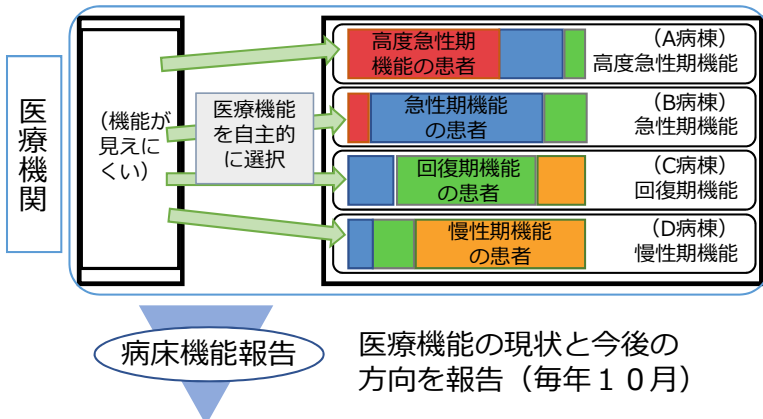 医療機関
（機能が
見えに
くい）
医療機能
を自主的
に選択
高度急性期
機能の患者
（A病棟）
高度急性期機能
急性期機能
の患者
（B病棟）
急性期機能
回復期機能
の患者
（C病棟）
回復期機能
慢性期機能
の患者
（D病棟）
慢性期機能
病床機能報告
医療機能の現状と今後の
方向を報告（毎年１０月）